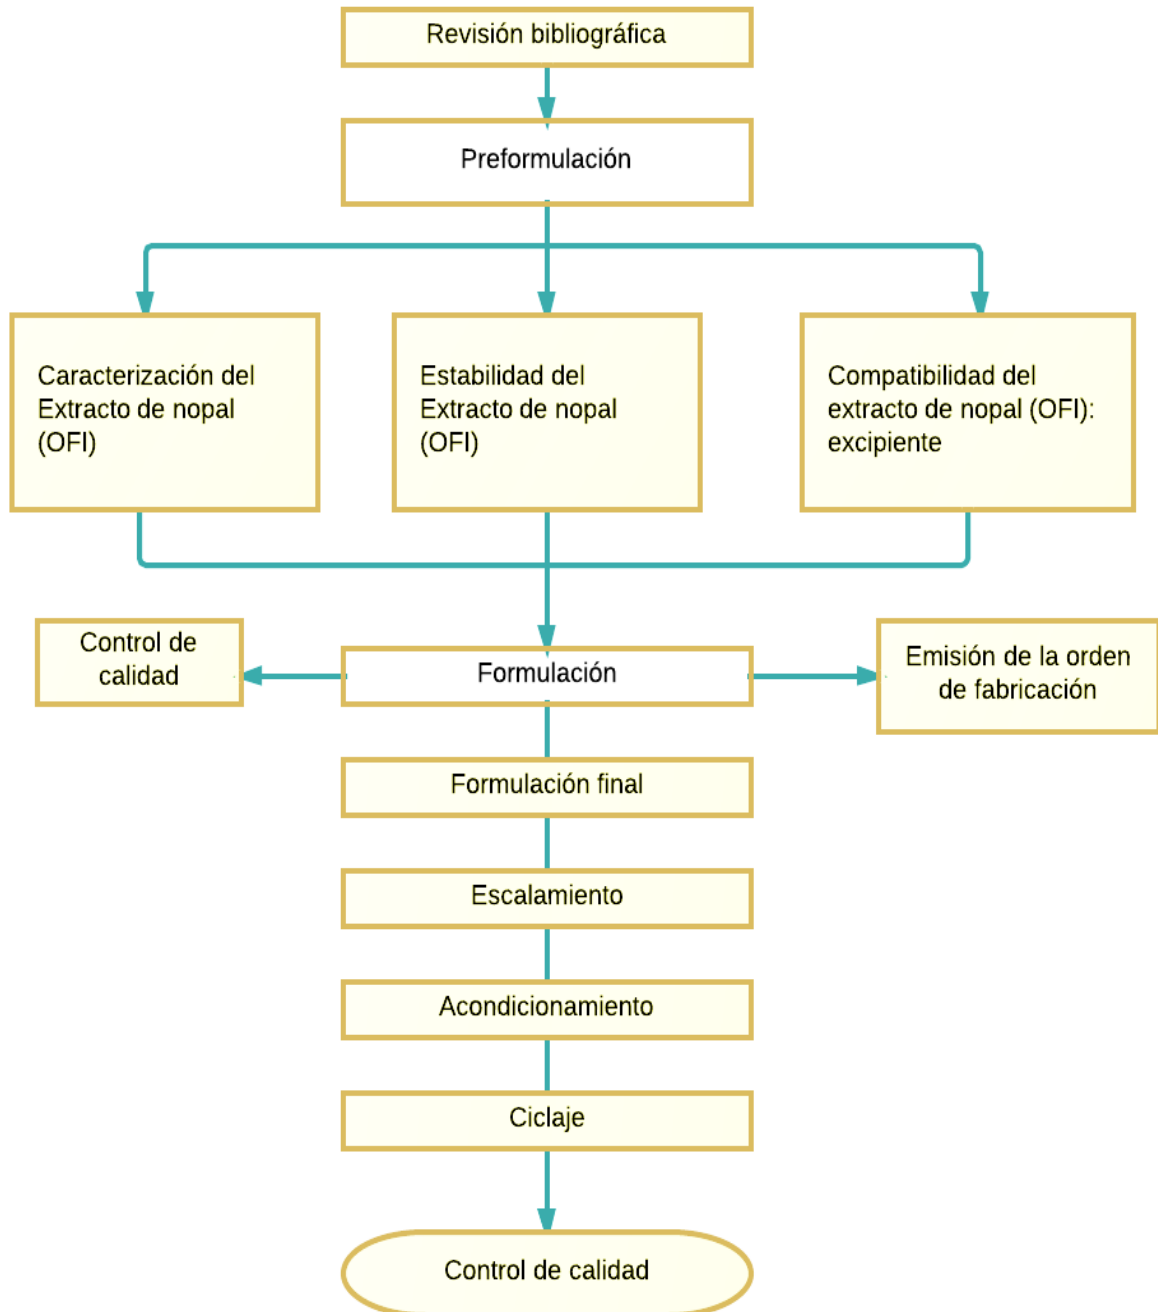 Revisión bibliográfica
Preformulación
Caracterización del
Extracto de nopal
(OFI)
Estabilidad del
Extracto de nopal
(OFI)
Compatibilidad del
extracto de nopal (OFI):
excipiente
Control de
calidad
Formulación
Emisión de la orden
de fabricación
Formulación final
Escalamiento
Acondicionamiento
Ciclaje
Control de calidad